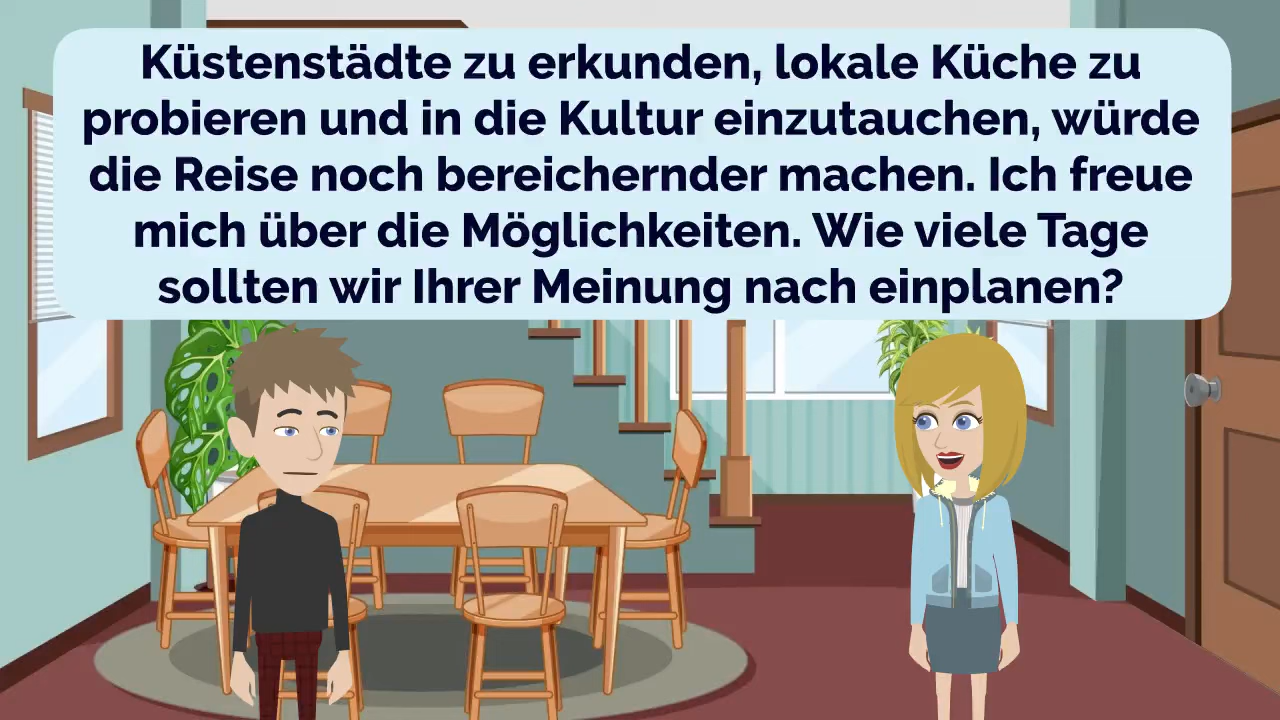 Küstenstädte zu erkunden, lokale Küche zu
probieren und in die Kultur einzutauchen, würde
die Reise noch bereichernder machen. Ich freue
mich über die Möglichkeiten. Wie viele Tage
sollten wir Ihrer Meinung nach einplanen?